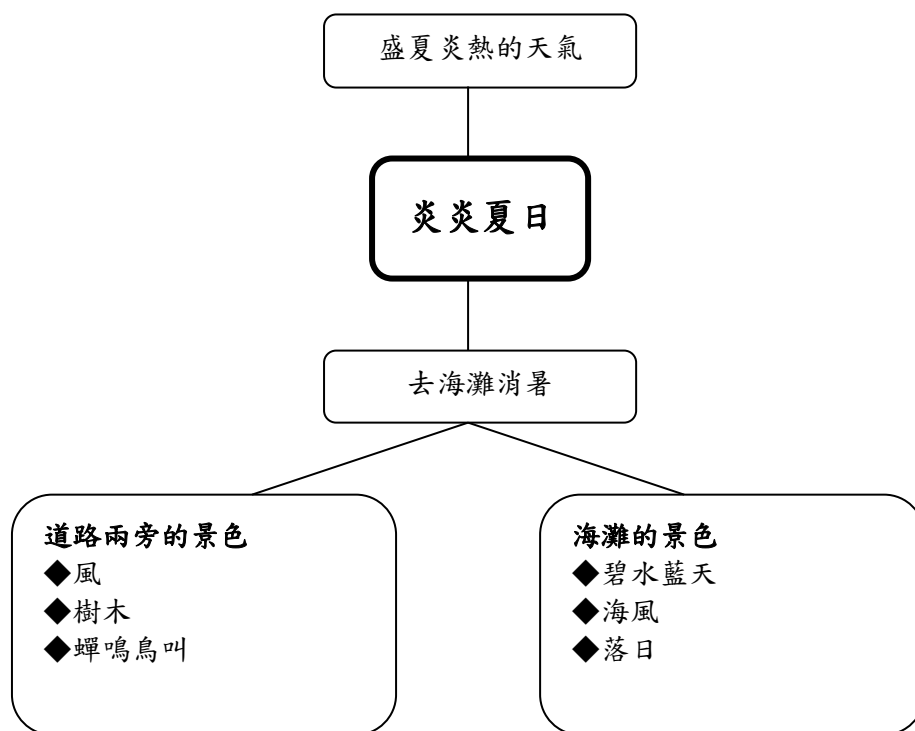 盛夏炎熱的天氣
炎炎夏日
去海灘消暑
道路兩旁的景色
◆風
◆樹木
◆蟬鳴鳥叫
海灘的景色
◆碧水藍天
◆海風
◆落日